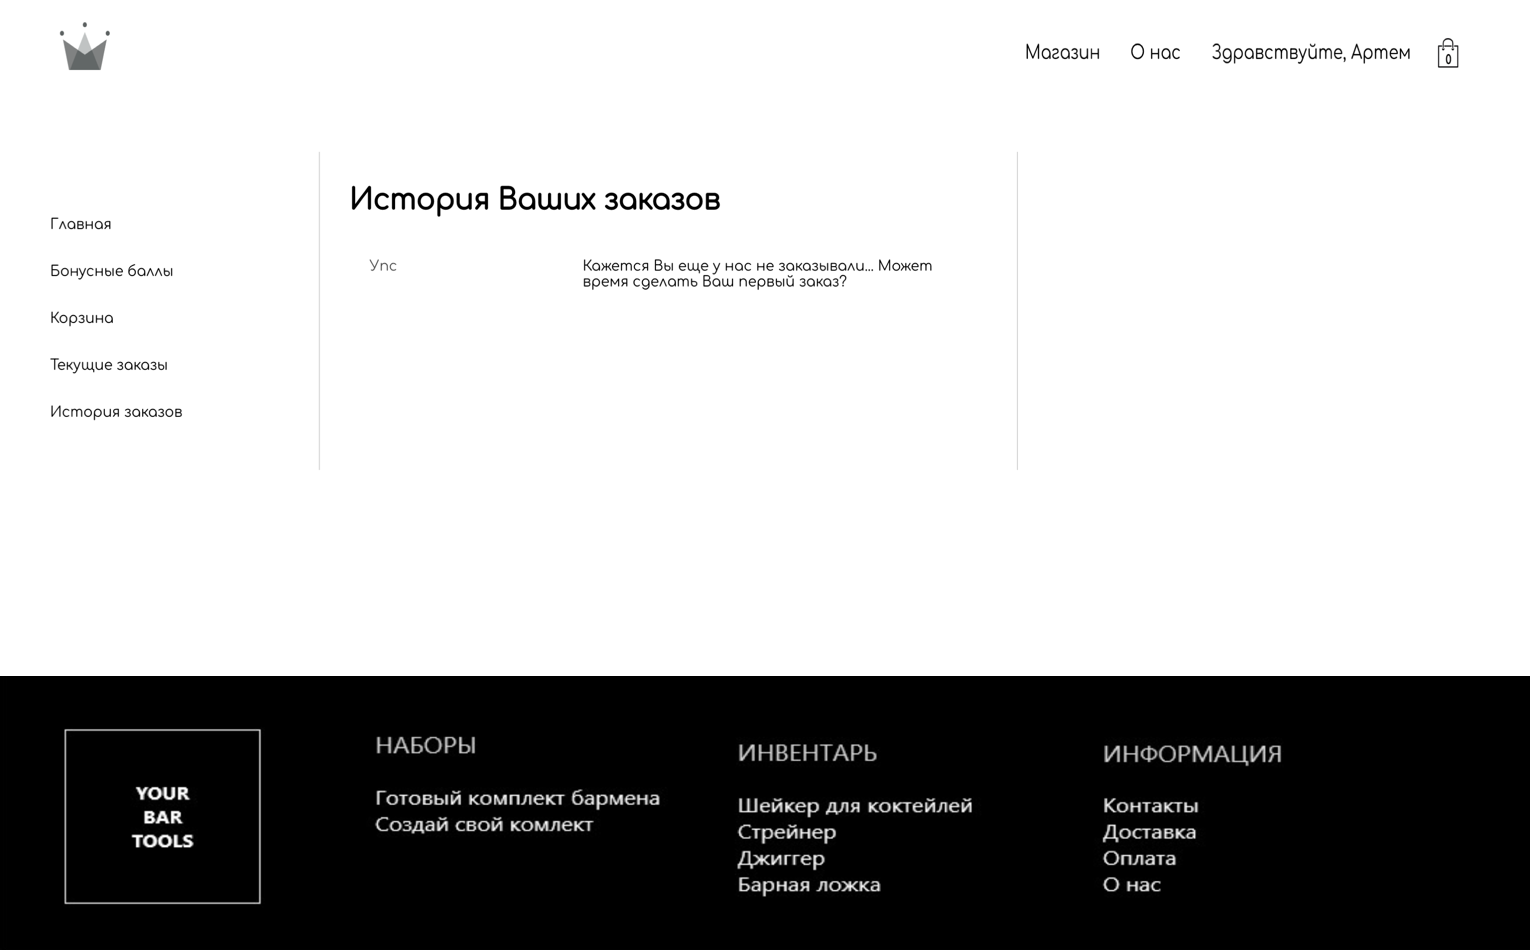 Магазин
О нас
Здравствуйте, Артем
0
Главная
Бонусные баллы
Корзина
Текущие заказы
История заказов
История Ваших заказов
Упс
Кажется Вы еще у нас не заказывали... Может
время сделать Ваш первый заказ?
YOUR
BAR
TOOLS
НАБОРЫ
Готовый комплект бармена
Создай свой комлект
ИНВЕНТАРЬ
Шейкер для коктейлей
Стрейнер
Джиггер
Барная ложка
ИНФОРМАЦИЯ
Контакты
Доставка
Оплата
О нас